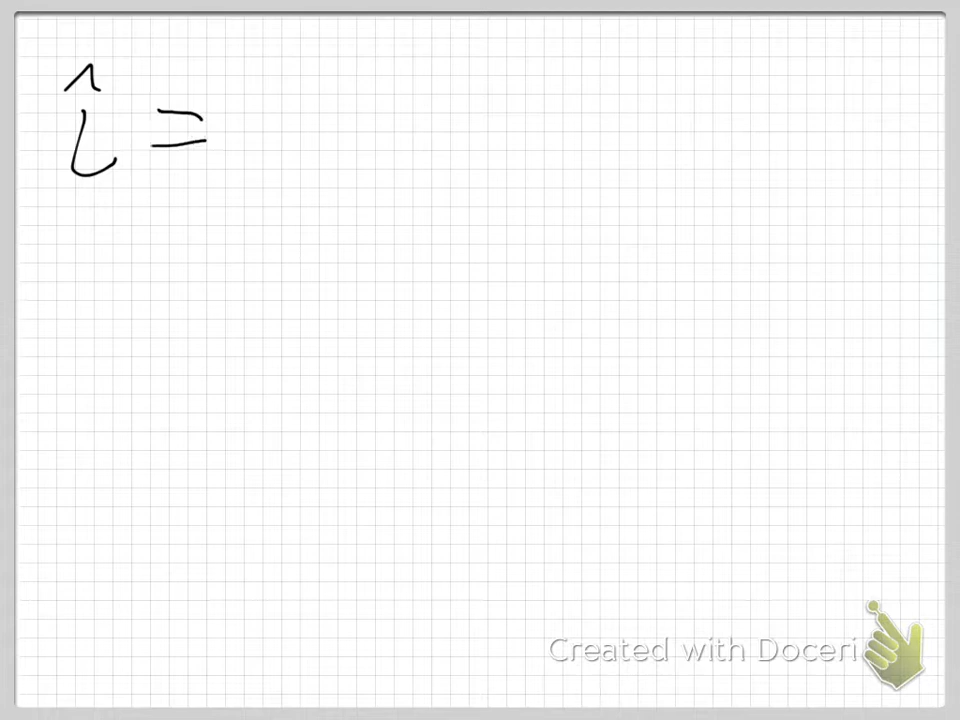 î =
Created with Doceri